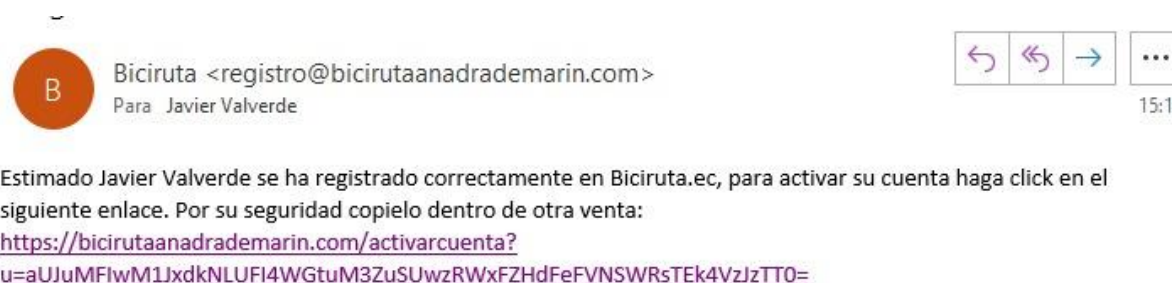 B
Biciruta <registro@bicirutaanadrademarin.com>
Para Javier Valverde
15:1
Estimado Javier Valverde se ha registrado correctamente en Biciruta.ec, para activar su cuenta haga click en el
siguiente enlace. Por su seguridad copielo dentro de otra venta:
https://bicirutaanadrademarin.com/activarcuenta?
u=aUJuMFIwM1JxdkNLUFI4WGtuM3ZuSUwzRWxFZHdFeFVNSWRsTEk4VzJzTT0=